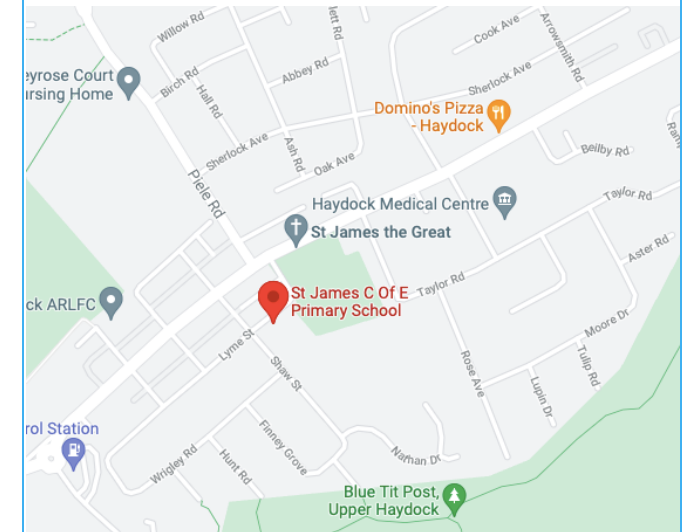 Willow Rd
lett Rd
Cook Ave
Arrowsmith Rd
eyrose Court
ursing Home
Birch Rd
Abbey Rd
Sherlock Ave
Hall Rd
Domino's Pizza
- Haydock
Sherlock Ave
Ash Rd
Oak Ave
Beilby Rd
Piele Rd
Haydock Medical Centre
Taylor Rd
St James the Great
Aster Rd
Taylor Rd
St James C Of E
Primary School
ck ARLFC
Moore Dr
Lyme St
Rose Ave
Tulip Rd
Shaw St
Lupin Dr
rol Station
Finney Grove
Nathan Dr
Wrigley Rd
Hunt Rd
Blue Tit Post,
Upper Haydock